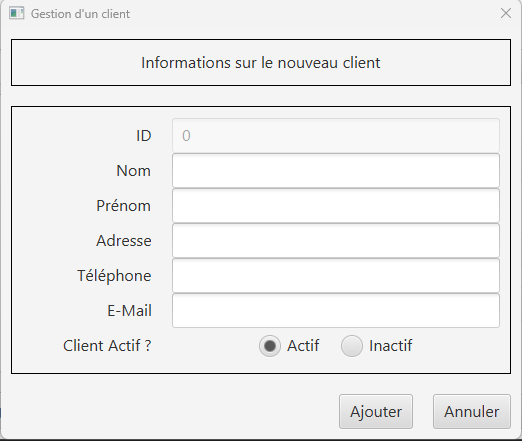 Gestion d'un client
Informations sur le nouveau client
ID 0
Nom
Prénom
Adresse
Téléphone
E-Mail
Client Actif ? Actif Inactif
Ajouter Annuler